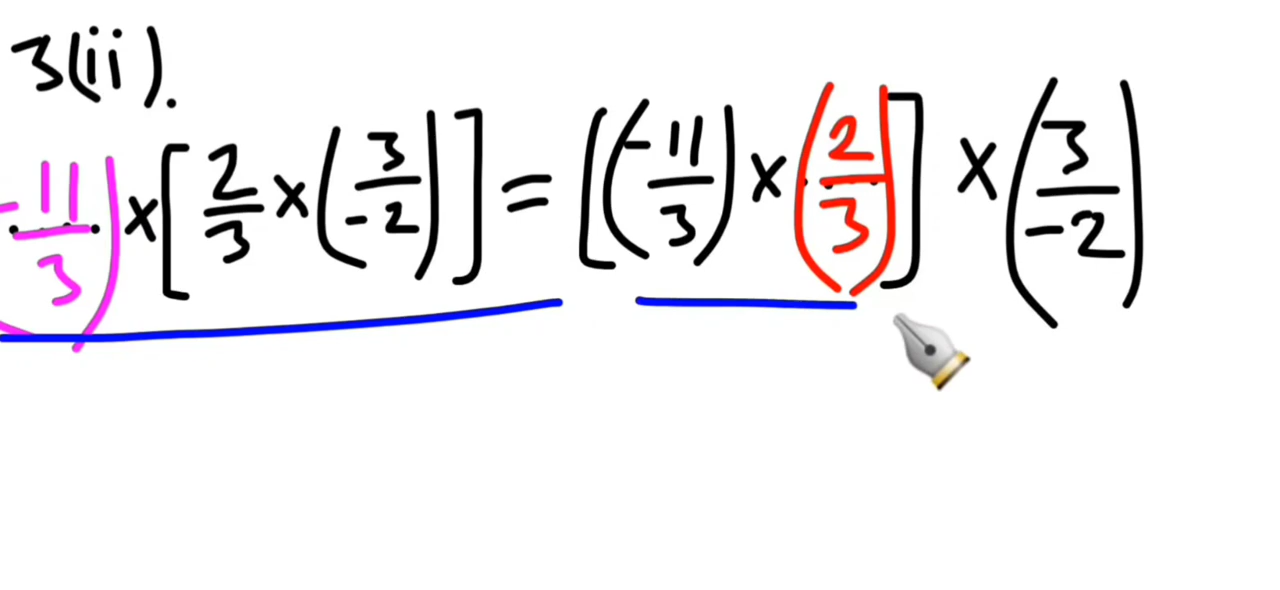 3(ii).
(-11/3) × [2/3 × (3/-2)] = [(-11/3) × (2/3)] × (3/-2)